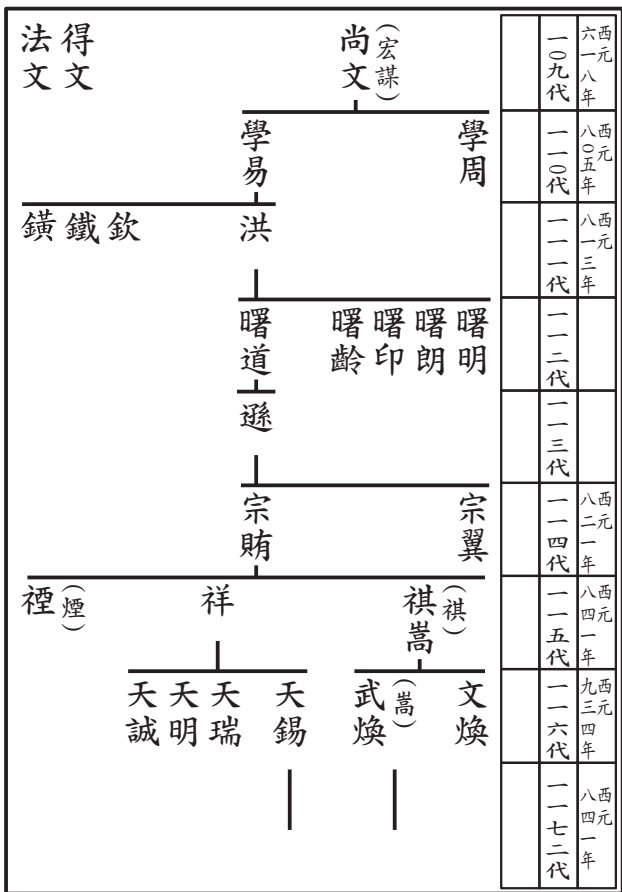 西元六一八年
一〇九代
尚文
(宏謀)
得文
法文
西元八〇五年
一一〇代
學周
學易
西元八一三年
一一一代
洪
欽
鐵
鐄
一一二代
曙明
曙朗
曙印
曙齡
曙道
一一三代
遜
西元八二一年
一一四代
宗翼
宗賄
西元八四一年
一一五代
(祺)
祺嵩
祥
(煙)
禋
西元九三四年
一一六代
文煥
(嵩)
武煥
天錫
天瑞
天明
天誠
西元八四一年
一一七二代